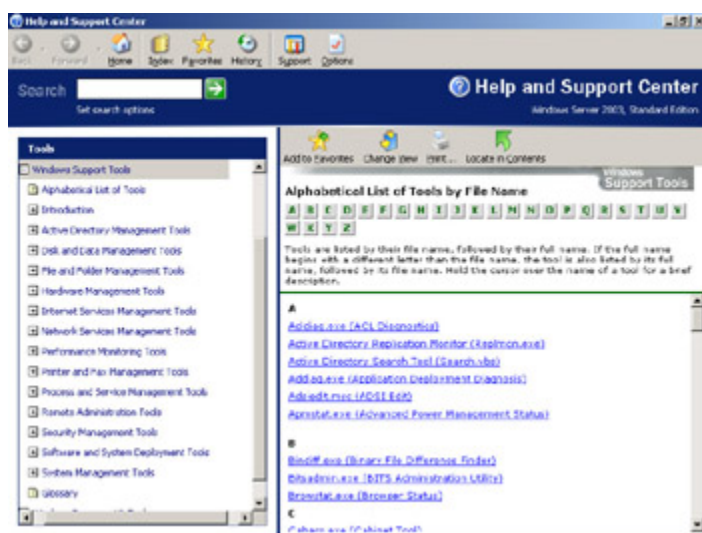 Help and Support Center
Back Forward Home Index Favorites History Support Options
Search
Set search options
Help and Support Center
Windows Server 2003, Standard Edition
Tools
Windows Support Tools
Alphabetical List of Tools
Introduction
Active Directory Management Tools
Disk and Data Management Tools
File and Folder Management Tools
Hardware Management Tools
Internet Services Management Tools
Network Services Management Tools
Performance Monitoring Tools
Printer and Fax Management Tools
Process and Service Management Tools
Remote Administration Tools
Security Management Tools
Software and System Deployment Tools
System Management Tools
Glossary
Add to Favorites Change View Print... Locate in Contents
Windows
Support Tools
Alphabetical List of Tools by File Name
A B C D E F G H I J K L M N O P Q R S T U V
W X Y Z
Tools are listed by their file name, followed by their full name. If the full name
begins with a different letter than the file name, the tool is also listed by its full
name, followed by its file name. Hold the cursor over the name of a tool for a brief
description.
A
Acldiag.exe (ACL Diagnostics)
Active Directory Replication Monitor (Replmon.exe)
Active Directory Search Tool (Search.vbs)
Addiag.exe (Application Deployment Diagnosis)
Adsiedit.msc (ADSI Edit)
Apmstat.exe (Advanced Power Management Status)
B
Bindiff.exe (Binary File Difference Finder)
Bitsadmin.exe (BITS Administration Utility)
Browstat.exe (Browser Status)
C
Cabarc.exe (Cabinet Tool)